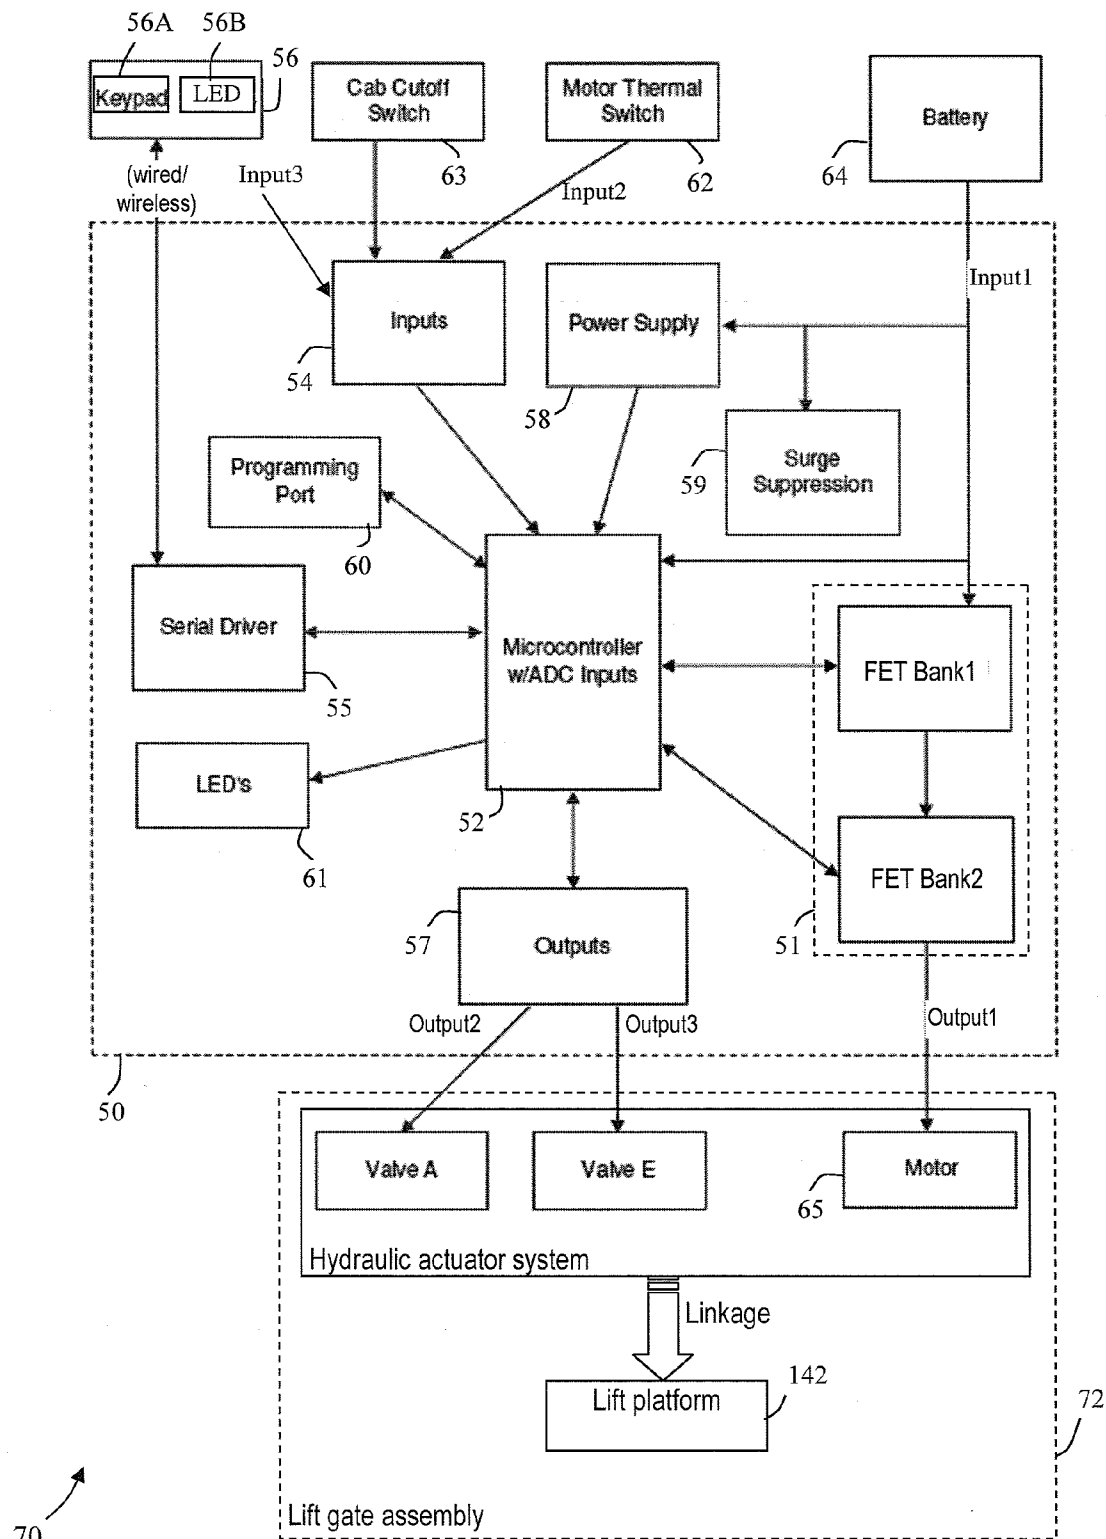 56A
56B
56
Keypad
LED
Cab Cutoff
Switch
63
Motor Thermal
Switch
62
Battery
64
(wired/
wireless)
Input3
Input2
Input1
Inputs
54
Power Supply
58
Surge
Suppression
59
Programming
Port
60
Serial Driver
55
Microcontroller
w/ADC Inputs
52
FET Bank1
LED's
61
FET Bank2
51
Outputs
57
Output2
Output3
Output1
50
Valve A
Valve E
Motor
65
Hydraulic actuator system
Linkage
Lift platform
142
72
Lift gate assembly
70